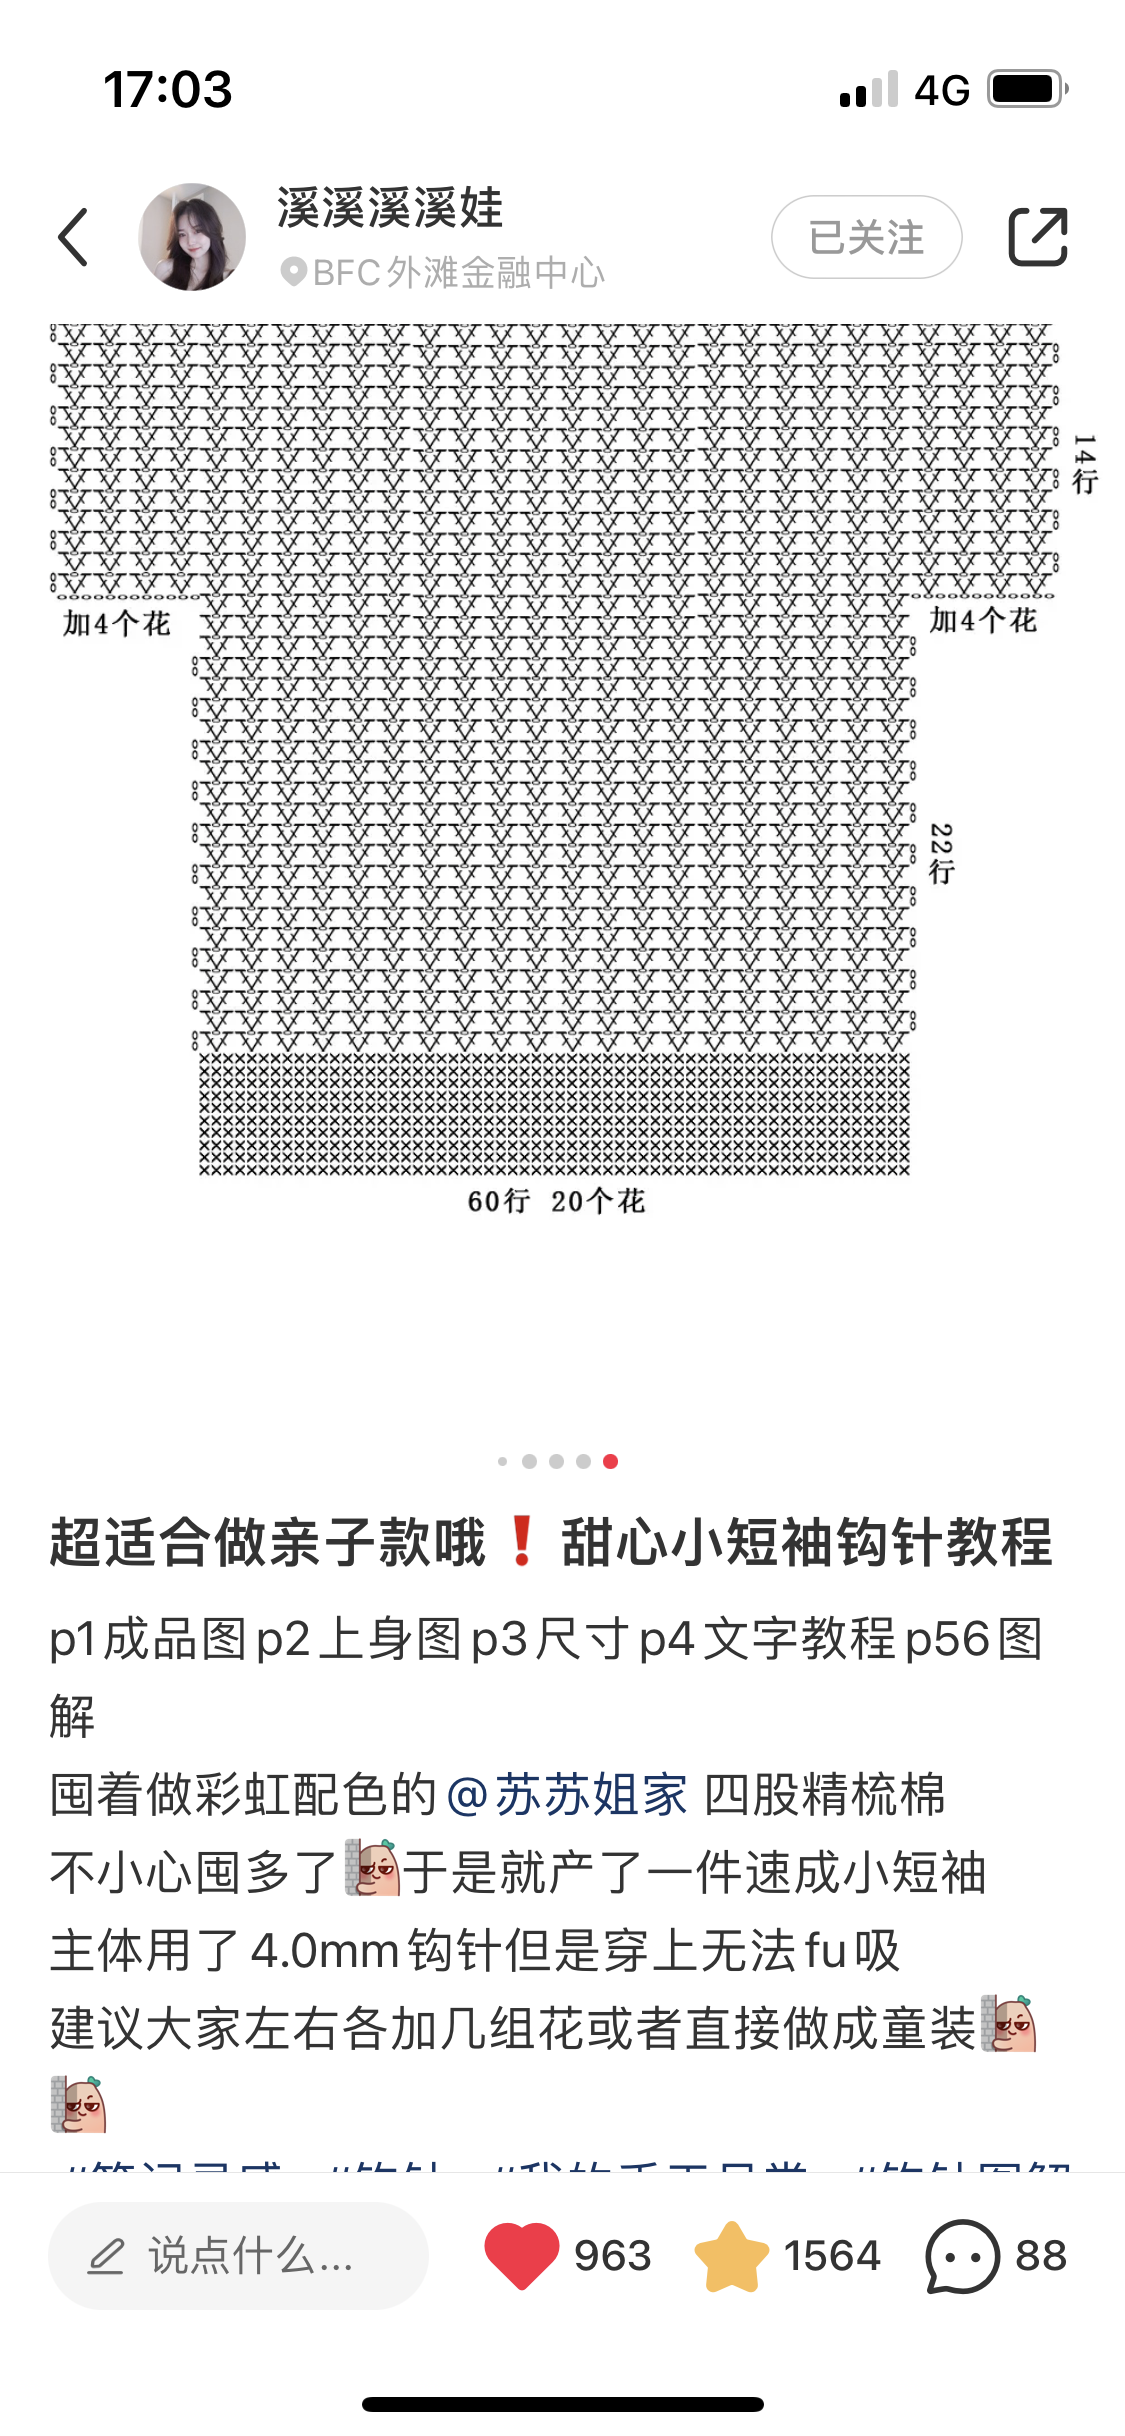 17:03
4G
溪溪溪溪娃
BFC外滩金融中心
已关注
14行
加4个花
加4个花
22行
60行 20个花
超适合做亲子款哦❗甜心小短袖钩针教程
p1成品图p2上身图p3尺寸p4文字教程p56图
解
囤着做彩虹配色的@苏苏姐家 四股精梳棉
不小心囤多了于是就产了一件速成小短袖
主体用了4.0mm钩针但是穿上无法fu吸
建议大家左右各加几组花或者直接做成童装
说点什么...
963
1564
88